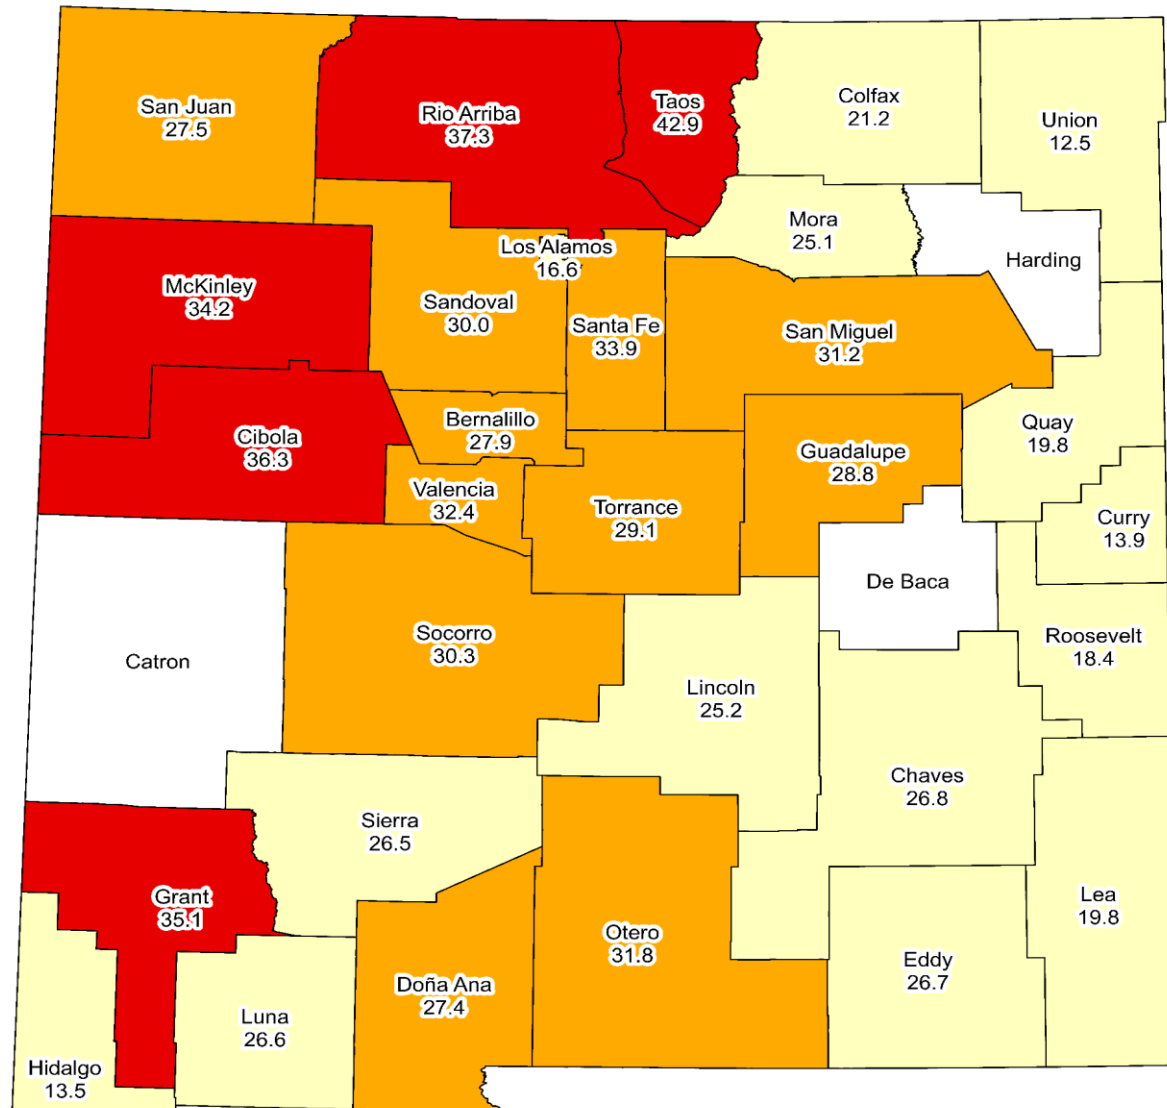 San Juan
27.5
Rio Arriba
37.3
Taos
42.9
Colfax
21.2
Union
12.5
Mora
25.1
Los Alamos
16.6
Harding
McKinley
34.2
Sandoval
30.0
Santa Fe
33.9
San Miguel
31.2
Cibola
36.3
Bernalillo
27.9
Quay
19.8
Guadalupe
28.8
Valencia
32.4
Torrance
29.1
Curry
13.9
De Baca
Catron
Socorro
30.3
Roosevelt
18.4
Lincoln
25.2
Chaves
26.8
Sierra
26.5
Grant
35.1
Lea
19.8
Otero
31.8
Eddy
26.7
Doña Ana
27.4
Luna
26.6
Hidalgo
13.5